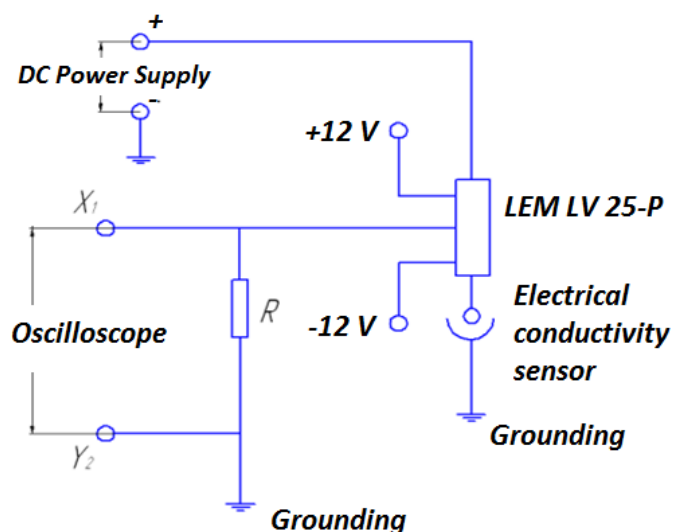 +
DC Power Supply
-
+12 V
LEM LV 25-P
X1
R
-12 V
Electrical
conductivity
sensor
Oscilloscope
Y2
Grounding
Grounding